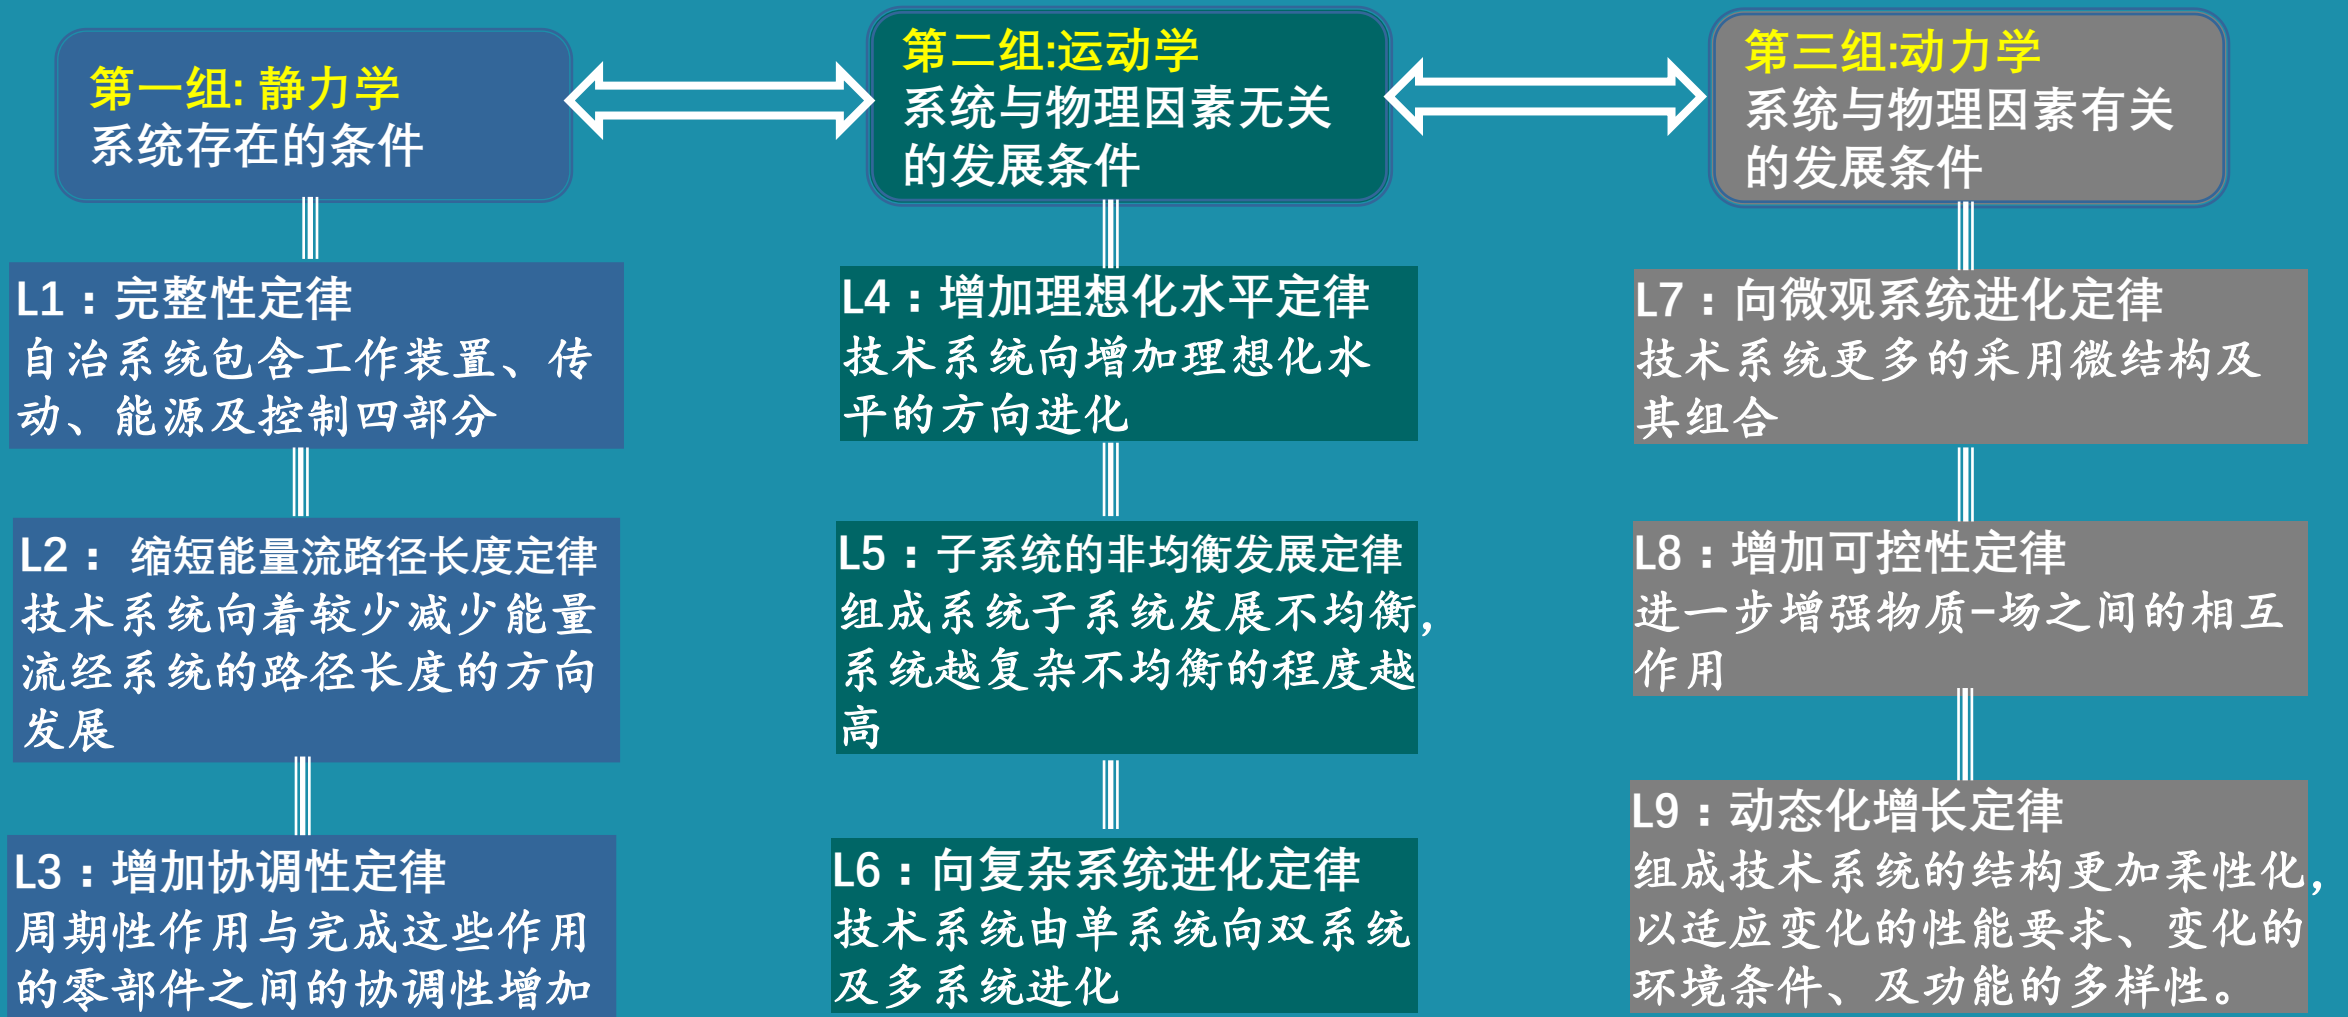 第一组: 静力学
系统存在的条件
L1：完整性定律
自治系统包含工作装置、传
动、能源及控制四部分
L2： 缩短能量流路径长度定律
技术系统向着较少减少能量
流经系统的路径长度的方向
发展
L3：增加协调性定律
周期性作用与完成这些作用
的零部件之间的协调性增加
第二组:运动学
系统与物理因素无关
的发展条件
L4：增加理想化水平定律
技术系统向增加理想化水
平的方向进化
L5：子系统的非均衡发展定律
组成系统子系统发展不均衡，
系统越复杂不均衡的程度越
高
L6：向复杂系统进化定律
技术系统由单系统向双系统
及多系统进化
第三组:动力学
系统与物理因素有关
的发展条件
L7：向微观系统进化定律
技术系统更多的采用微结构及
其组合
L8：增加可控性定律
进一步增强物质-场之间的相互
作用
L9：动态化增长定律
组成技术系统的结构更加柔性化，
以适应变化的性能要求、变化的
环境条件、及功能的多样性。